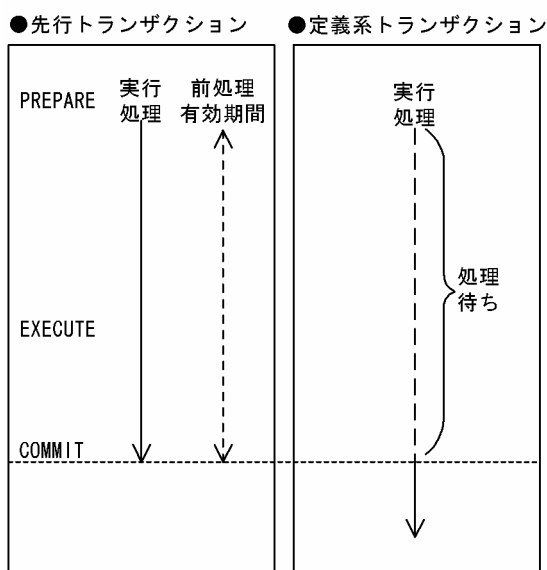 ●先行トランザクション
●定義系トランザクション
PREPARE
実行
処理
前処理
有効期間
実行
処理
処理
待ち
EXECUTE
COMMIT